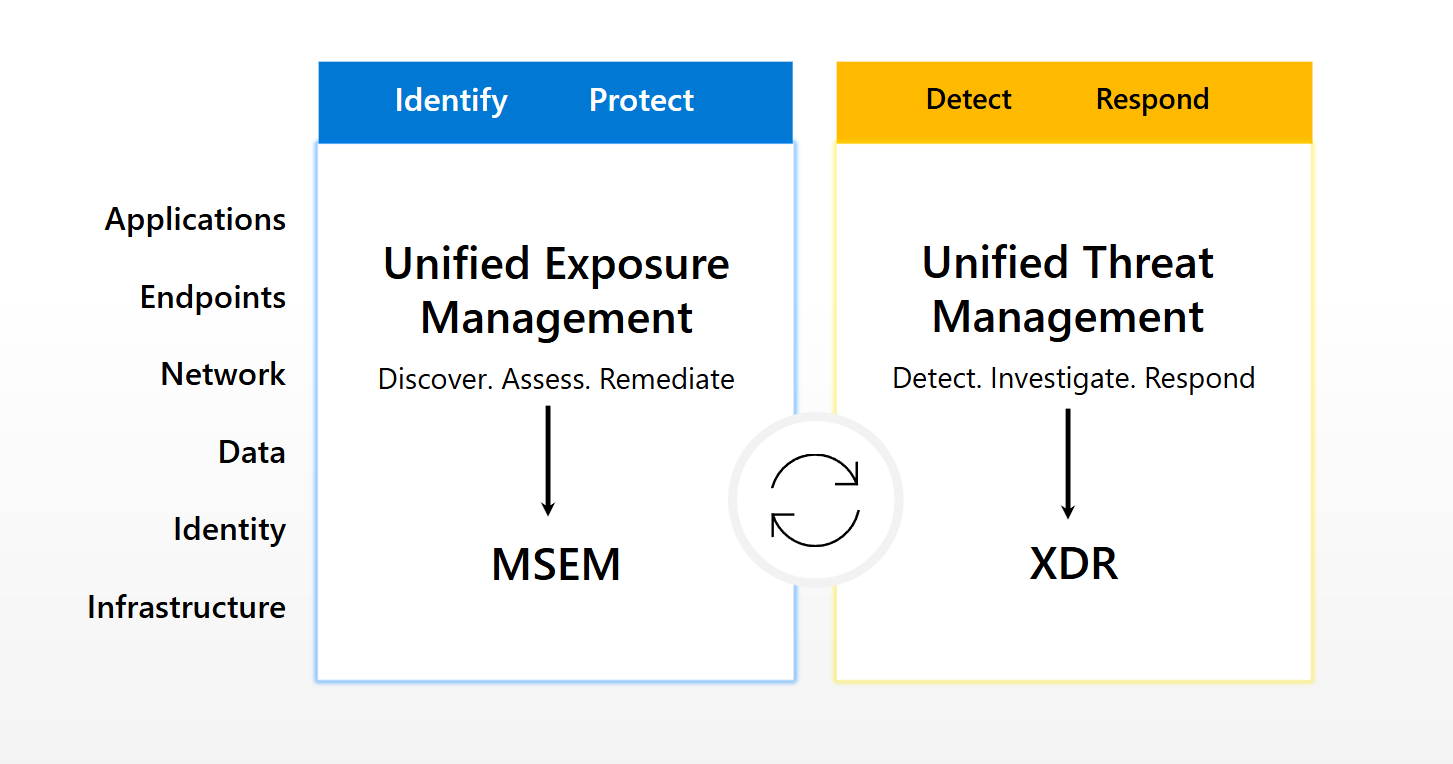 Identify Protect
Detect Respond
Applications
Endpoints
Network
Data
Identity
Infrastructure
Unified Exposure
Management
Discover. Assess. Remediate
MSEM
Unified Threat
Management
Detect. Investigate. Respond
XDR